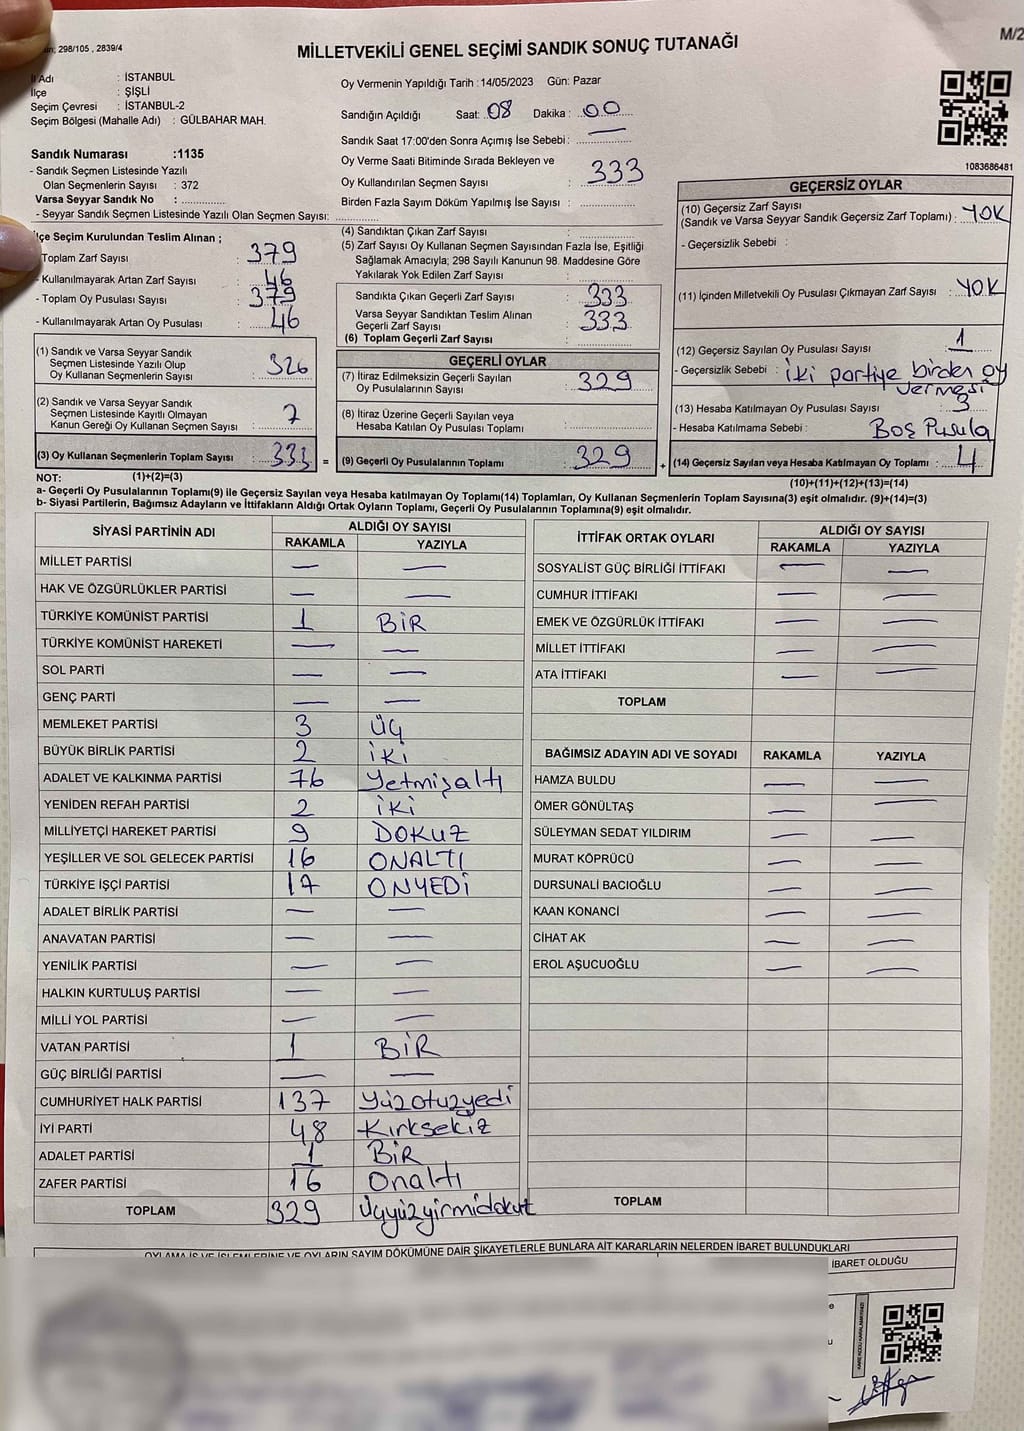 298/105 , 2839/4
M/2
MİLLETVEKİLİ GENEL SEÇİMİ SANDIK SONUÇ TUTANAĞI
İl Adı : İSTANBUL
İlçe : ŞİŞLİ
Seçim Çevresi : İSTANBUL-2
Seçim Bölgesi (Mahalle Adı) : GÜLBAHAR MAH.
Sandık Numarası :1135
- Sandık Seçmen Listesinde Yazılı
Olan Seçmenlerin Sayısı : 372
Varsa Seyyar Sandık No :
- Seyyar Sandık Seçmen Listesinde Yazılı Olan Seçmen Sayısı:
Oy Vermenin Yapıldığı Tarih : 14/05/2023 Gün: Pazar
Sandığın Açıldığı Saat: 08 Dakika : 00
Sandık Saat 17:00'den Sonra Açımış İse Sebebi : —
Oy Verme Saati Bitiminde Sırada Bekleyen ve
Oy Kullandırılan Seçmen Sayısı : 333
Birden Fazla Sayım Döküm Yapılmış İse Sayısı :
1083686481
İlçe Seçim Kurulundan Teslim Alınan ;
Toplam Zarf Sayısı : 379
- Kullanılmayarak Artan Zarf Sayısı : 46
- Toplam Oy Pusulası Sayısı : 379
- Kullanılmayarak Artan Oy Pusulası : 46
(1) Sandık ve Varsa Seyyar Sandık
Seçmen Listesinde Yazılı Olup
Oy Kullanan Seçmenlerin Sayısı : 326
(2) Sandık ve Varsa Seyyar Sandık
Seçmen Listesinde Kayıtlı Olmayan
Kanun Gereği Oy Kullanan Seçmen Sayısı : 7
(3) Oy Kullanan Seçmenlerin Toplam Sayısı : 333 =
(4) Sandıktan Çıkan Zarf Sayısı :
(5) Zarf Sayısı Oy Kullanan Seçmen Sayısından Fazla İse, Eşitliği
Sağlamak Amacıyla; 298 Sayılı Kanunun 98. Maddesine Göre
Yakılarak Yok Edilen Zarf Sayısı :
Sandıkta Çıkan Geçerli Zarf Sayısı : 333
Varsa Seyyar Sandıktan Teslim Alınan
Geçerli Zarf Sayısı : 333
(6) Toplam Geçerli Zarf Sayısı :
GEÇERLİ OYLAR
(7) İtiraz Edilmeksizin Geçerli Sayılan
Oy Pusulalarının Sayısı : 329
(8) İtiraz Üzerine Geçerli Sayılan veya
Hesaba Katılan Oy Pusulası Toplamı :
(9) Geçerli Oy Pusulalarının Toplamı : 329 +
GEÇERSİZ OYLAR
(10) Geçersiz Zarf Sayısı
(Sandık ve Varsa Seyyar Sandık Geçersiz Zarf Toplamı) : YOK
- Geçersizlik Sebebi :
(11) İçinden Milletvekili Oy Pusulası Çıkmayan Zarf Sayısı : YOK
(12) Geçersiz Sayılan Oy Pusulası Sayısı : 1
- Geçersizlik Sebebi : iki partiye birden oy
vermesi
(13) Hesaba Katılmayan Oy Pusulası Sayısı : 3
- Hesaba Katılmama Sebebi : Boş Pusula
(14) Geçersiz Sayılan veya Hesaba Katılmayan Oy Toplamı : 4
NOT: (1)+(2)=(3)
(10)+(11)+(12)+(13)=(14)
a- Geçerli Oy Pusulalarının Toplamı(9) ile Geçersiz Sayılan veya Hesaba katılmayan Oy Toplamı(14) Toplamları, Oy Kullanan Seçmenlerin Toplam Sayısına(3) eşit olmalıdır. (9)+(14)=(3)
b- Siyasi Partilerin, Bağımsız Adayların ve İttifakların Aldığı Ortak Oyların Toplamı, Geçerli Oy Pusulalarının Toplamına(9) eşit olmalıdır.
SİYASİ PARTİNİN ADI ALDIĞI OY SAYISI
RAKAMLA YAZIYLA
MİLLET PARTİSİ — —
HAK VE ÖZGÜRLÜKLER PARTİSİ — —
TÜRKİYE KOMÜNİST PARTİSİ 1 BİR
TÜRKİYE KOMÜNİST HAREKETİ — —
SOL PARTİ — —
GENÇ PARTİ — —
MEMLEKET PARTİSİ 3 ÜÇ
BÜYÜK BİRLİK PARTİSİ 2 İKİ
ADALET VE KALKINMA PARTİSİ 76 Yetmişaltı
YENİDEN REFAH PARTİSİ 2 İKİ
MİLLİYETÇİ HAREKET PARTİSİ 9 DOKUZ
YEŞİLLER VE SOL GELECEK PARTİSİ 16 ONALTI
TÜRKİYE İŞÇİ PARTİSİ 17 ONYEDİ
ADALET BİRLİK PARTİSİ — —
ANAVATAN PARTİSİ — —
YENİLİK PARTİSİ — —
HALKIN KURTULUŞ PARTİSİ — —
MİLLİ YOL PARTİSİ — —
VATAN PARTİSİ 1 BİR
GÜÇ BİRLİĞİ PARTİSİ — —
CUMHURİYET HALK PARTİSİ 137 Yüzotuzyedi
İYİ PARTİ 48 Kırksekiz
ADALET PARTİSİ 1 BİR
ZAFER PARTİSİ 16 Onaltı
TOPLAM 329 Üçyüzyirmidokuz
İTTİFAK ORTAK OYLARI ALDIĞI OY SAYISI
RAKAMLA YAZIYLA
SOSYALİST GÜÇ BİRLİĞİ İTTİFAKI — —
CUMHUR İTTİFAKI — —
EMEK VE ÖZGÜRLÜK İTTİFAKI — —
MİLLET İTTİFAKI — —
ATA İTTİFAKI — —
TOPLAM
BAĞIMSIZ ADAYIN ADI VE SOYADI RAKAMLA YAZIYLA
HAMZA BULDU — —
ÖMER GÖNÜLTAŞ — —
SÜLEYMAN SEDAT YILDIRIM — —
MURAT KÖPRÜCÜ — —
DURSUNALİ BACIOĞLU — —
KAAN KONANCİ — —
CİHAT AK — —
EROL AŞUCUOĞLU — —
TOPLAM
OYLAMA İŞ VE İŞLEMLERİNE VE OYLARIN SAYIM DÖKÜMÜNE DAİR ŞİKAYETLERLE BUNLARA AİT KARARLARIN NELERDEN İBARET BULUNDUKLARI
İBARET OLDUĞU